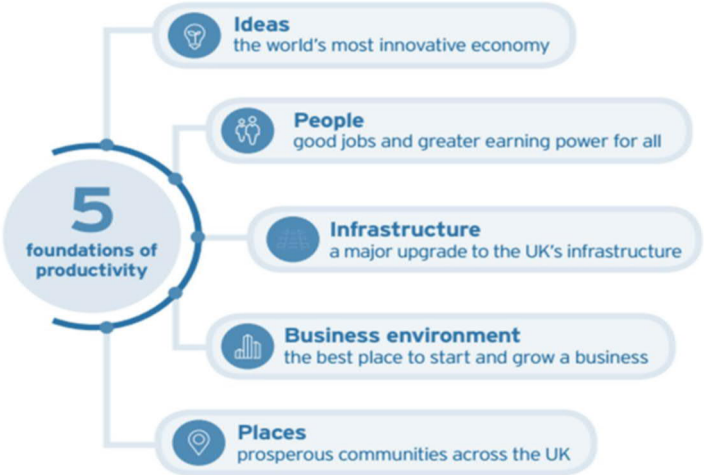 Ideas
the world's most innovative economy
People
good jobs and greater earning power for all
5
foundations of
productivity
Infrastructure
a major upgrade to the UK's infrastructure
Business environment
the best place to start and grow a business
Places
prosperous communities across the UK